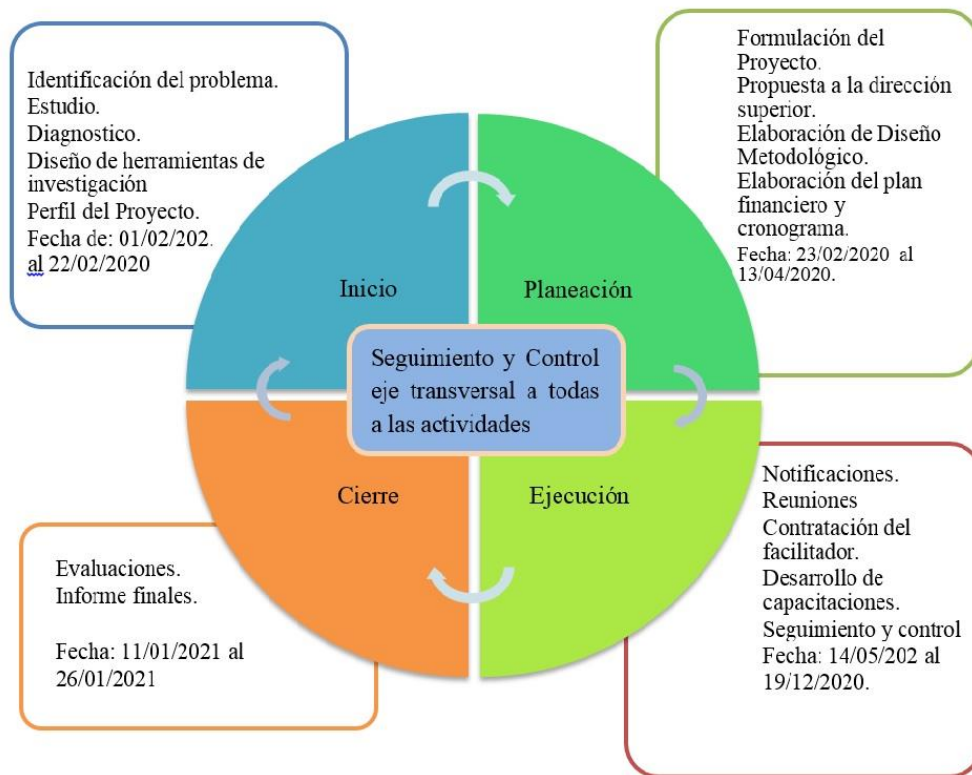 Identificación del problema.
Estudio.
Diagnostico.
Diseño de herramientas de
investigación
Perfil del Proyecto.
Fecha de: 01/02/202.
al 22/02/2020
Formulación del
Proyecto.
Propuesta a la dirección
superior.
Elaboración de Diseño
Metodológico.
Elaboración del plan
financiero y
cronograma.
Fecha: 23/02/2020 al
13/04/2020.
Inicio
Planeación
Seguimiento y Control
eje transversal a todas
a las actividades
Cierre
Ejecución
Evaluaciones.
Informe finales.
Fecha: 11/01/2021 al
26/01/2021
Notificaciones.
Reuniones
Contratación del
facilitador.
Desarrollo de
capacitaciones.
Seguimiento y control
Fecha: 14/05/202 al
19/12/2020.